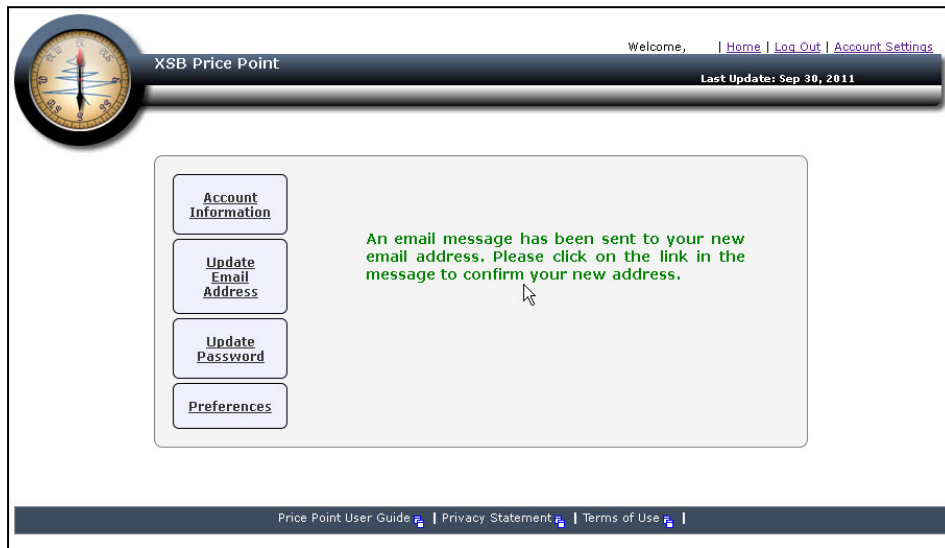 Welcome, | Home | Log Out | Account Settings
XSB Price Point
Last Update: Sep 30, 2011
Account
Information
Update
Email
Address
Update
Password
Preferences
An email message has been sent to your new
email address. Please click on the link in the
message to confirm your new address.
Price Point User Guide | Privacy Statement | Terms of Use |